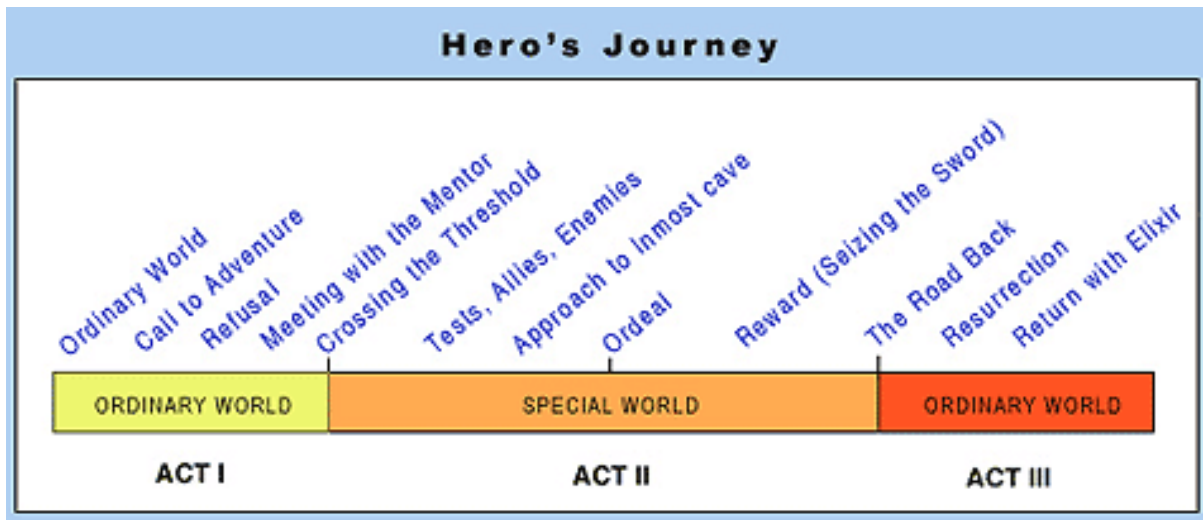 Hero's Journey
Ordinary World
Call to Adventure
Refusal
Meeting with the Mentor
Crossing the Threshold
Tests, Allies, Enemies
Approach to Inmost cave
Ordeal
Reward (Seizing the Sword)
The Road Back
Resurrection
Return with Elixir
ORDINARY WORLD
SPECIAL WORLD
ORDINARY WORLD
ACT I
ACT II
ACT III